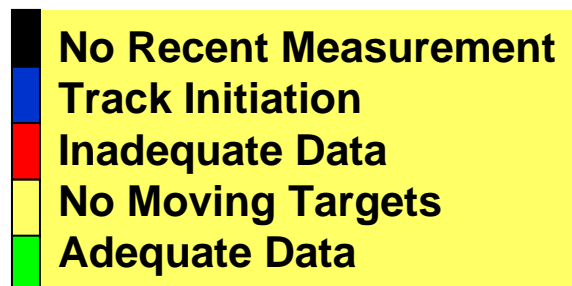 No Recent Measurement
Track Initiation
Inadequate Data
No Moving Targets
Adequate Data